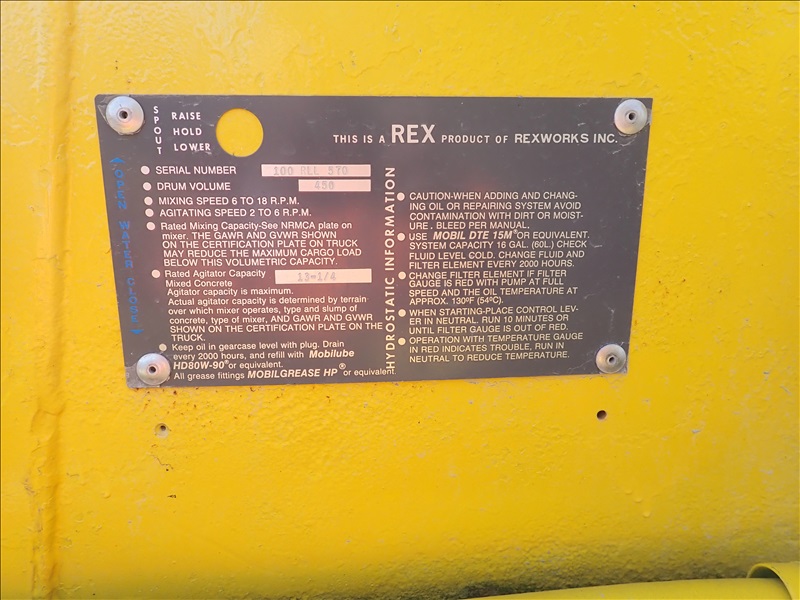 SPOUT
RAISE
HOLD
LOWER
THIS IS A REX PRODUCT OF REXWORKS INC.
OPEN WATER CLOSE
● SERIAL NUMBER 100 RLL 570
● DRUM VOLUME 450
● MIXING SPEED 6 TO 18 R.P.M.
● AGITATING SPEED 2 TO 6 R.P.M.
● Rated Mixing Capacity-See NRMCA plate on
mixer. THE GAWR AND GVWR SHOWN
ON THE CERTIFICATION PLATE ON TRUCK
MAY REDUCE THE MAXIMUM CARGO LOAD
BELOW THIS VOLUMETRIC CAPACITY.
● Rated Agitator Capacity 13-1/4
Mixed Concrete
Agitator capacity is maximum.
Actual agitator capacity is determined by terrain
over which mixer operates, type and slump of
concrete, type of mixer, AND GAWR AND GVWR
SHOWN ON THE CERTIFICATION PLATE ON THE
TRUCK.
● Keep oil in gearcase level with plug. Drain
every 2000 hours, and refill with Mobilube
HD80W-90® or equivalent.
All grease fittings MOBILGREASE HP® or equivalent.
HYDROSTATIC INFORMATION
● CAUTION-WHEN ADDING AND CHANG-
ING OIL OR REPAIRING SYSTEM AVOID
CONTAMINATION WITH DIRT OR MOIST-
URE. BLEED PER MANUAL.
● USE MOBIL DTE 15M® OR EQUIVALENT.
SYSTEM CAPACITY 16 GAL. (60L.) CHECK
FLUID LEVEL COLD. CHANGE FLUID AND
FILTER ELEMENT EVERY 2000 HOURS.
● CHANGE FILTER ELEMENT IF FILTER
GAUGE IS RED WITH PUMP AT FULL
SPEED AND THE OIL TEMPERATURE AT
APPROX. 130ºF (54ºC).
● WHEN STARTING-PLACE CONTROL LEV-
ER IN NEUTRAL. RUN 10 MINUTES OR
UNTIL FILTER GAUGE IS OUT OF RED.
● OPERATION WITH TEMPERATURE GAUGE
IN RED INDICATES TROUBLE, RUN IN
NEUTRAL TO REDUCE TEMPERATURE.